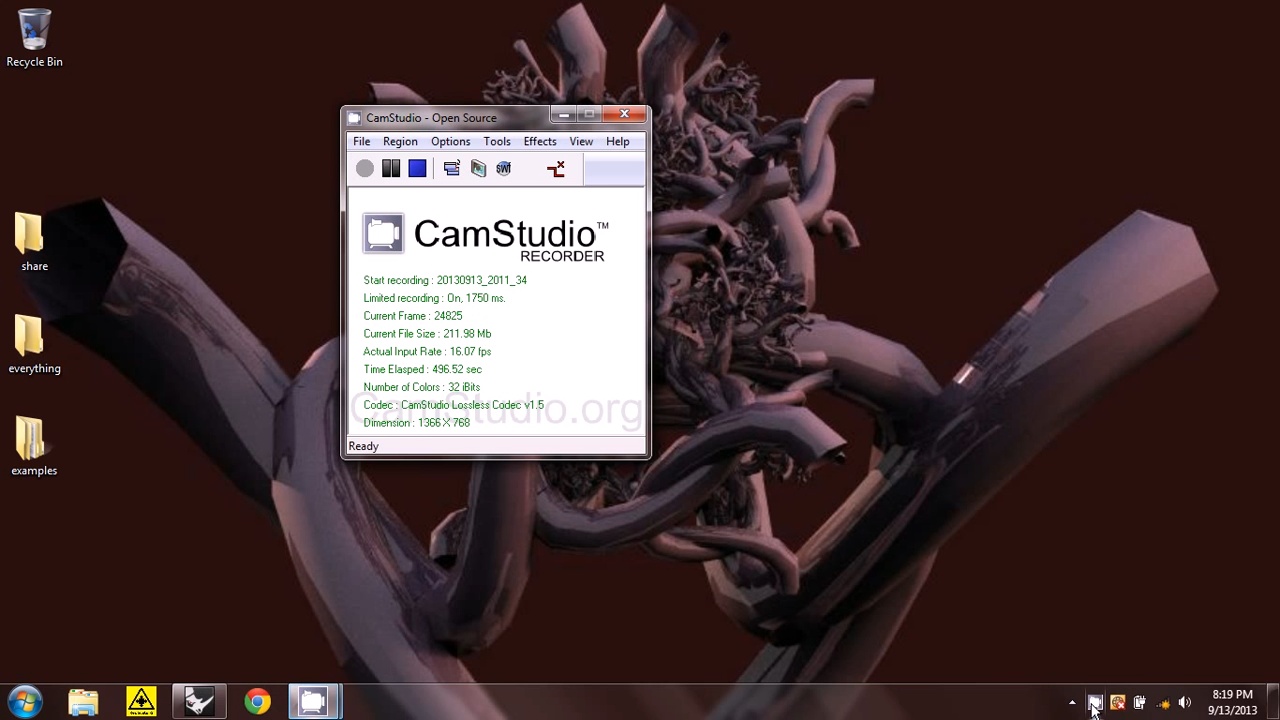 Recycle Bin
share
everything
examples
CamStudio - Open Source
File Region Options Tools Effects View Help
SWF
CamStudio™
RECORDER
Start recording : 20130913_2011_34
Limited recording : On, 1750 ms.
Current Frame : 24825
Current File Size : 211.98 Mb
Actual Input Rate : 16.07 fps
Time Elasped : 496.52 sec
Number of Colors : 32 iBits
Codec : CamStudio Lossless Codec v1.5
CamStudio.org
Dimension : 1366 X 768
Ready
8:19 PM
9/13/2013